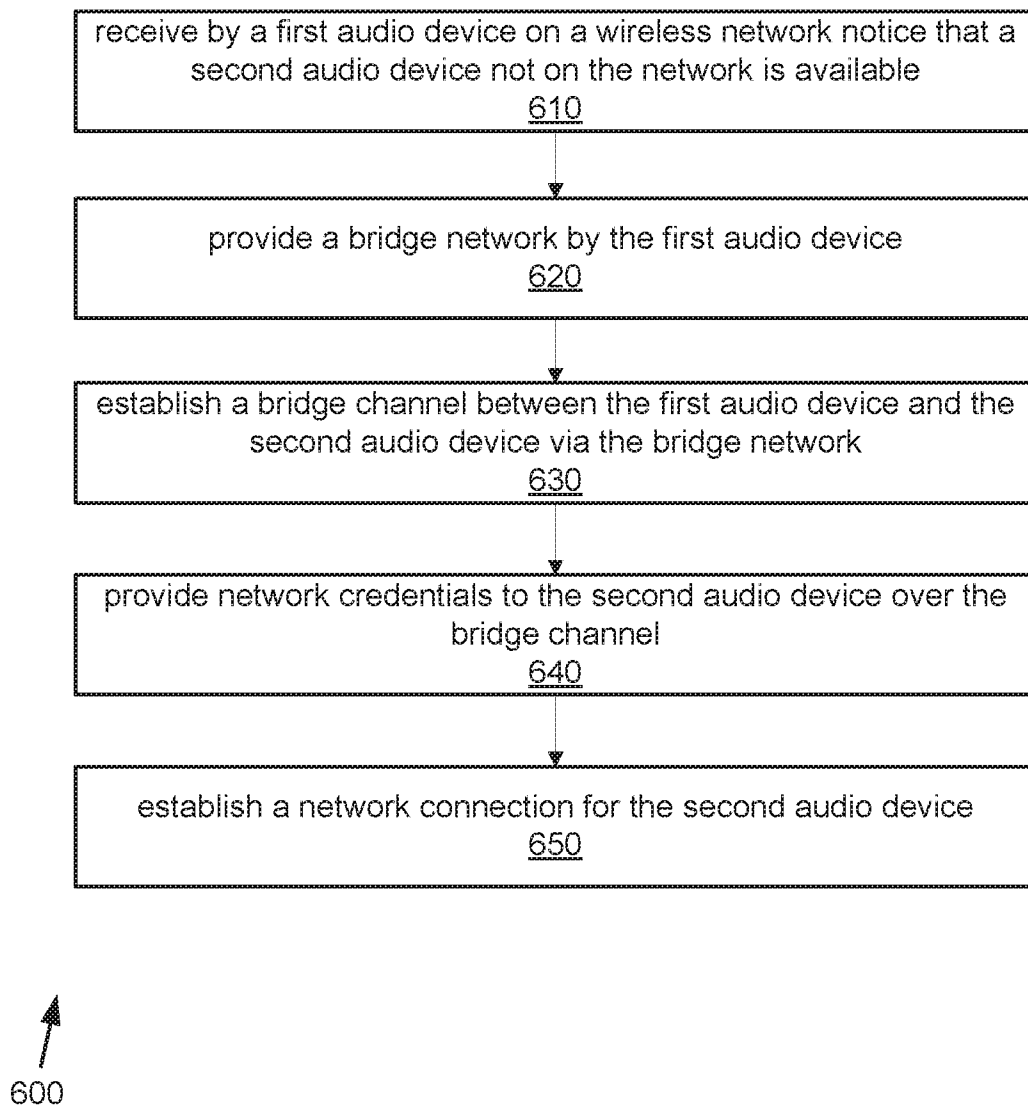 receive by a first audio device on a wireless network notice that a
second audio device not on the network is available
610
provide a bridge network by the first audio device
620
establish a bridge channel between the first audio device and the
second audio device via the bridge network
630
provide network credentials to the second audio device over the
bridge channel
640
establish a network connection for the second audio device
650
600